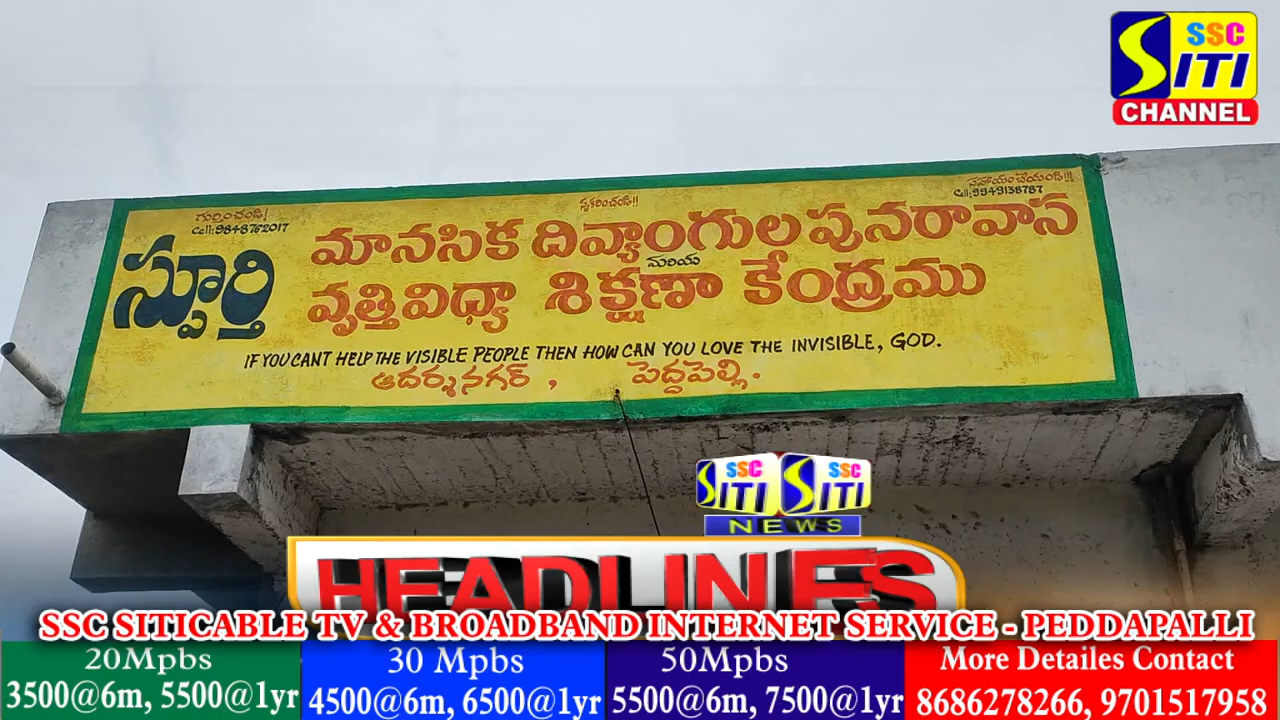 SSC
SITI
CHANNEL
గుర్తించండి!
Cell:9848762017
స్వకరించండి!!
సహాయంచేయండి!!!
Cell:9949138787
స్ఫూర్తి
మానసిక దివ్యాంగుల పునరావాస
మరియు
వృత్తివిధ్యా శిక్షణా కేంద్రము
IF YOU CANT HELP THE VISIBLE PEOPLE THEN HOW CAN YOU LOVE THE INVISIBLE, GOD.
ఆదర్శనగర్, పెద్దపెల్లి.
SSC SITI SSC SITI
NEWS
HEADLINES
SSC SITICABLE TV & BROADBAND INTERNET SERVICE - PEDDAPALLI
20Mpbs 30 Mpbs 50Mpbs More Detailes Contact
3500@6m, 5500@1yr 4500@6m, 6500@1yr 5500@6m, 7500@1yr 8686278266, 9701517958